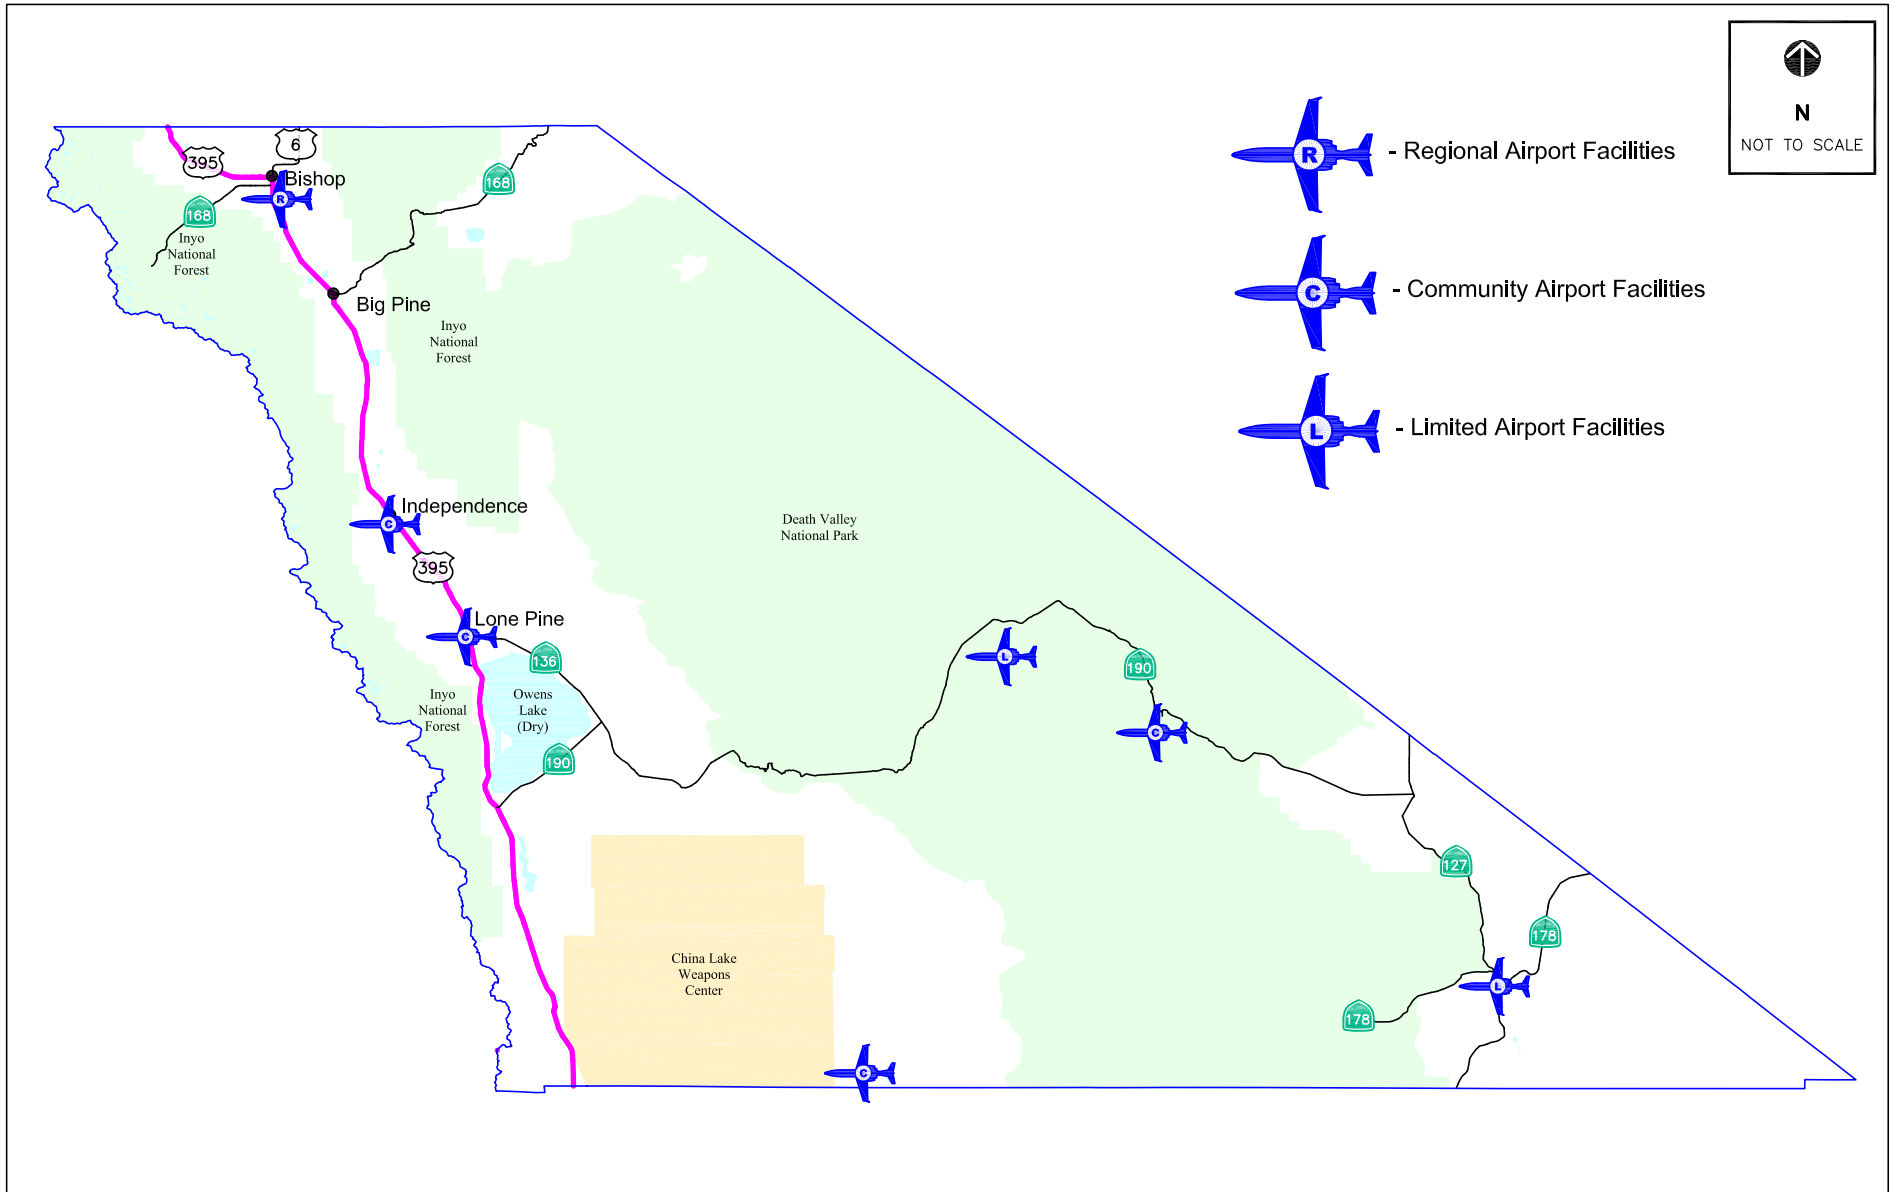 N
NOT TO SCALE
R - Regional Airport Facilities
C - Community Airport Facilities
L - Limited Airport Facilities
6
395
Bishop
R
168
168
Inyo
National
Forest
Big Pine
Inyo
National
Forest
Independence
C
395
Death Valley
National Park
Lone Pine
C
136
L
190
Inyo
National
Forest
Owens
Lake
(Dry)
C
190
127
178
China Lake
Weapons
Center
L
178
C